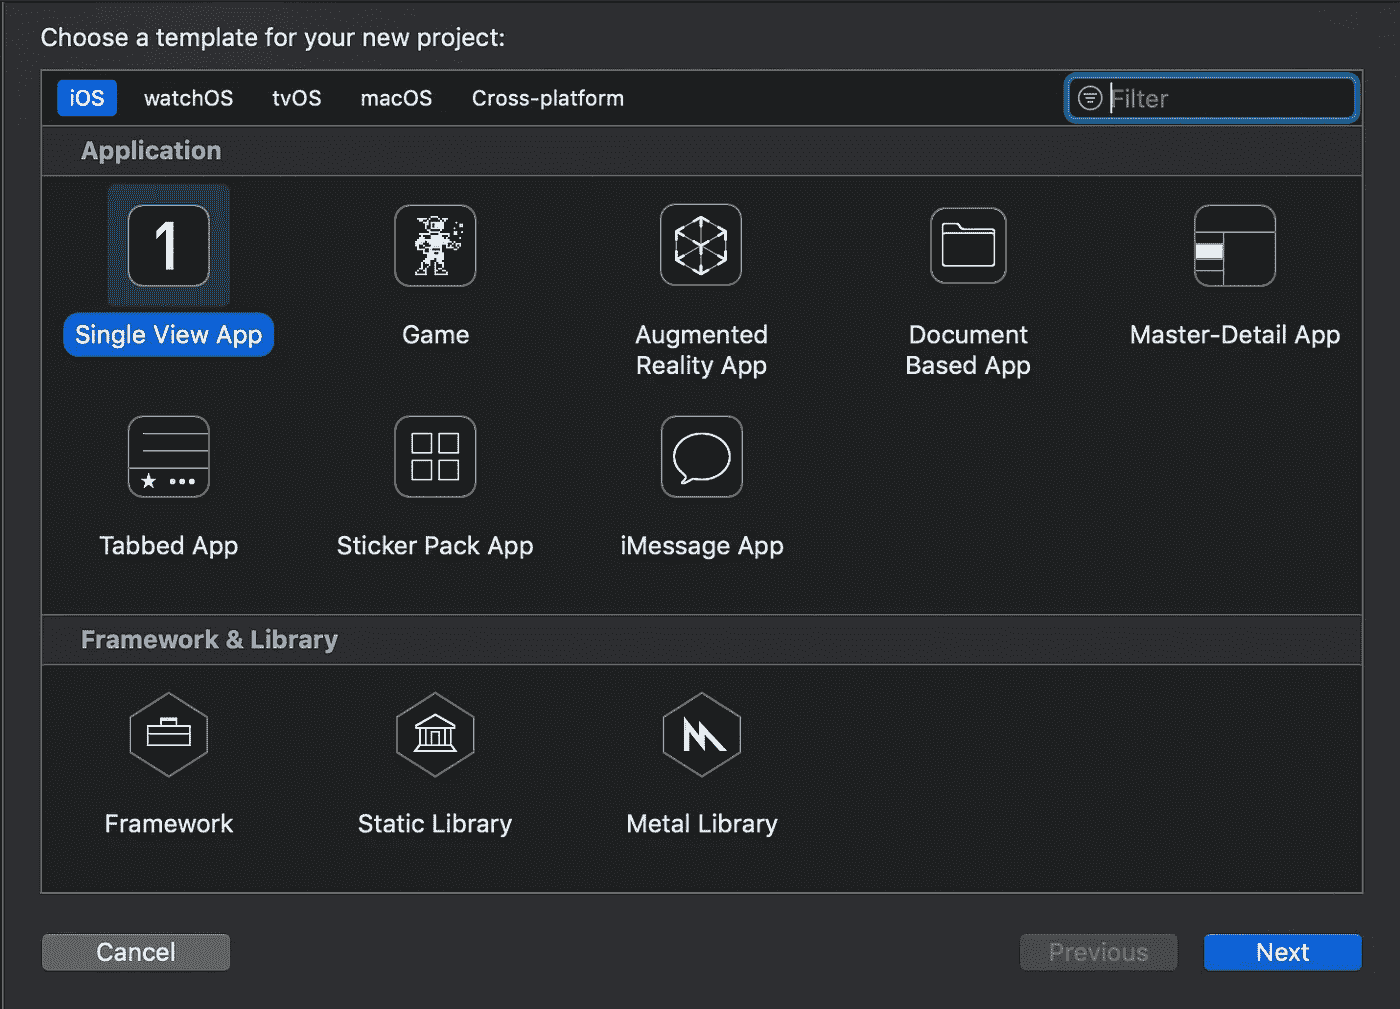 Choose a template for your new project:
iOS watchOS tvOS macOS Cross-platform Filter
Application
1
Single View App Game Augmented Reality App Document Based App Master-Detail App
Tabbed App Sticker Pack App iMessage App
Framework & Library
Framework Static Library Metal Library
Cancel Previous Next